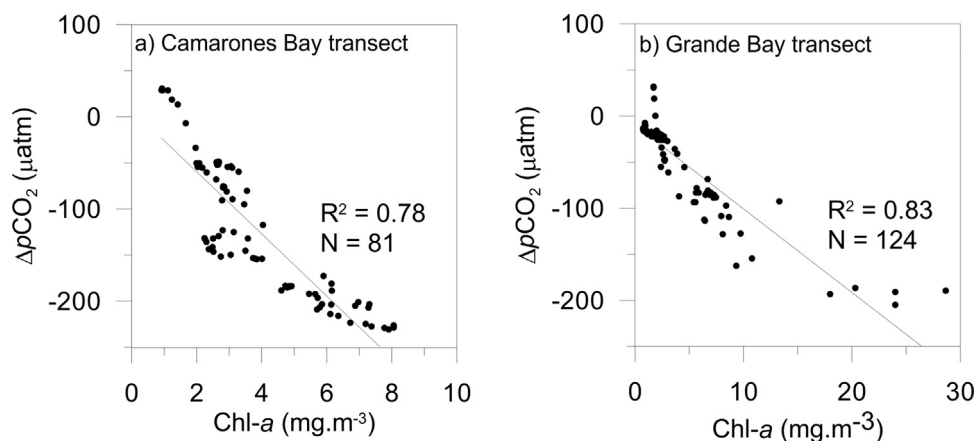 a) Camarones Bay transect
100
0
-100
-200
ΔpCO₂ (µatm)
R² = 0.78
N = 81
0 2 4 6 8 10
Chl-a (mg.m⁻³)
b) Grande Bay transect
100
0
-100
-200
ΔpCO₂ (µatm)
R² = 0.83
N = 124
0 10 20 30
Chl-a (mg.m⁻³)